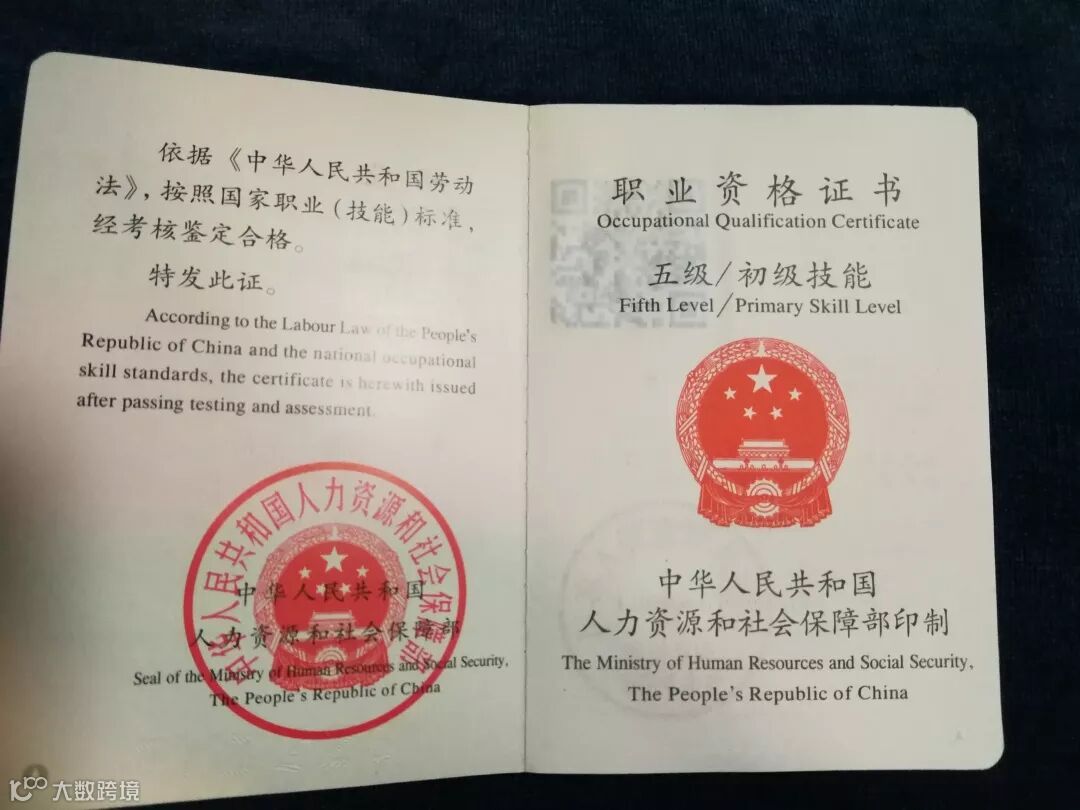 依据《中华人民共和国劳动
法》，按照国家职业（技能）标准，
经考核鉴定合格。
特发此证。
According to the Labour Law of the People's
Republic of China and the national occupational
skill standards, the certificate is herewith issued
after passing testing and assessment.
中华人民共和国人力资源和社会保障部
中华人民共和国
人力资源和社会保障部
Seal of the Ministry of Human Resources and Social Security,
The People's Republic of China
职业资格证书
Occupational Qualification Certificate
五级/初级技能
Fifth Level/Primary Skill Level
中华人民共和国
人力资源和社会保障部印制
The Ministry of Human Resources and Social Security,
The People's Republic of China
大数跨境